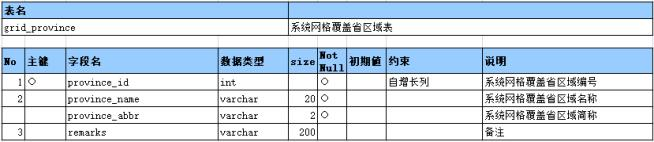 表名
grid_province 系统网格覆盖省区域表
No 主键 字段名 数据类型 size Not Null 初期値 约束 说明
1 ○ province_id int ○ 自增长列 系统网格覆盖省区域编号
2 province_name varchar 20 ○ 系统网格覆盖省区域名称
province_abbr varchar 2 ○ 系统网格覆盖省区域简称
3 remarks varchar 200 备注